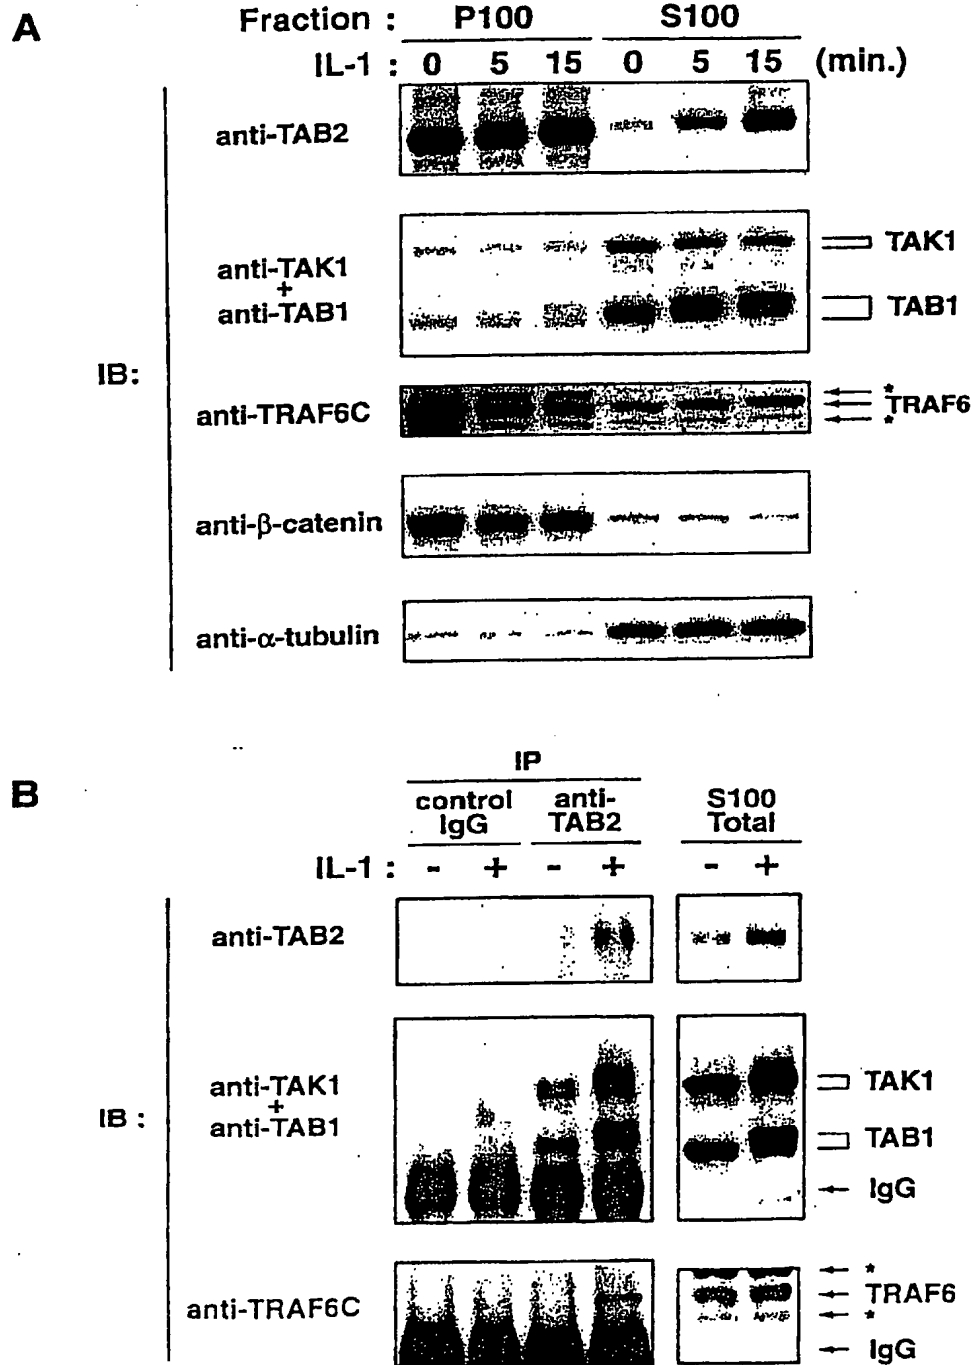 A
Fraction : P100 S100
IL-1 : 0 5 15 0 5 15 (min.)
anti-TAB2
anti-TAK1
+
anti-TAB1
TAK1
TAB1
IB:
anti-TRAF6C
*
TRAF6
*
anti-β-catenin
anti-α-tubulin
B
IP
control IgG
anti-TAB2
S100 Total
IL-1 : - + - + - +
anti-TAB2
anti-TAK1
+
anti-TAB1
TAK1
TAB1
IgG
IB :
anti-TRAF6C
*
TRAF6
*
IgG